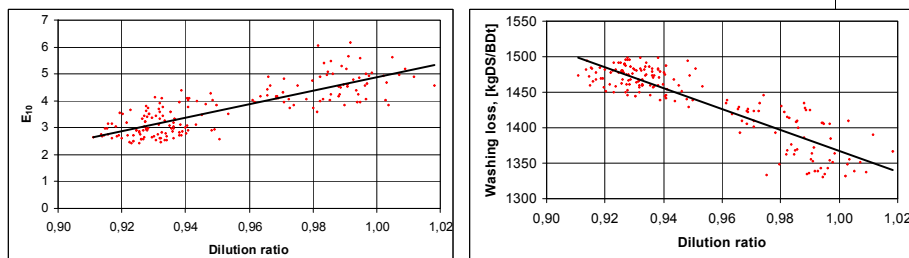 7
6
5
4
3
2
1
0
E10
0,90 0,92 0,94 0,96 0,98 1,00 1,02
Dilution ratio
1550
1500
1450
1400
1350
1300
Washing loss, [kgDS/BDt]
0,90 0,92 0,94 0,96 0,98 1,00 1,02
Dilution ratio